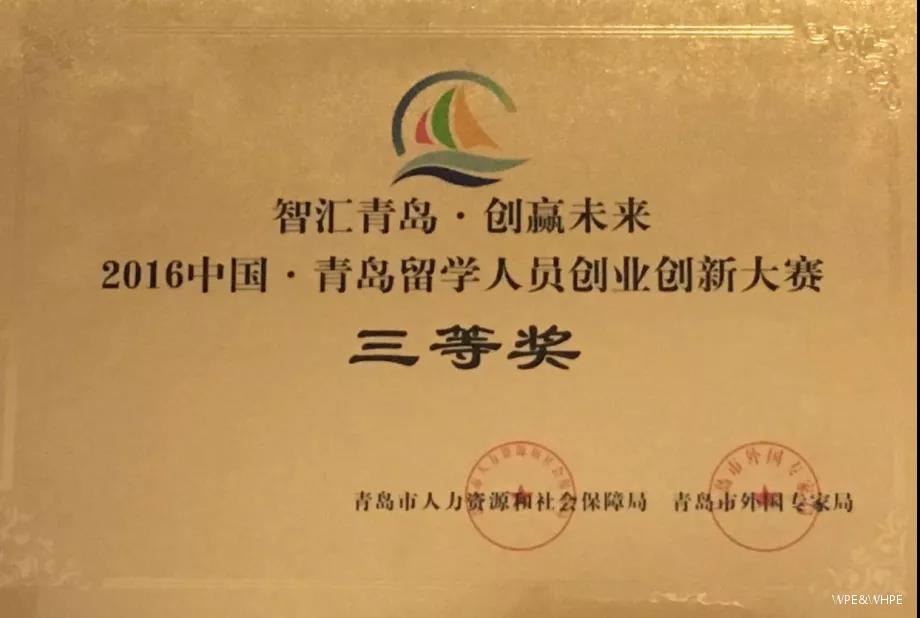 智汇青岛·创赢未来
2016中国·青岛留学人员创业创新大赛
三等奖
青岛市人力资源和社会保障局 青岛市外国专家局
WPE&WHPE